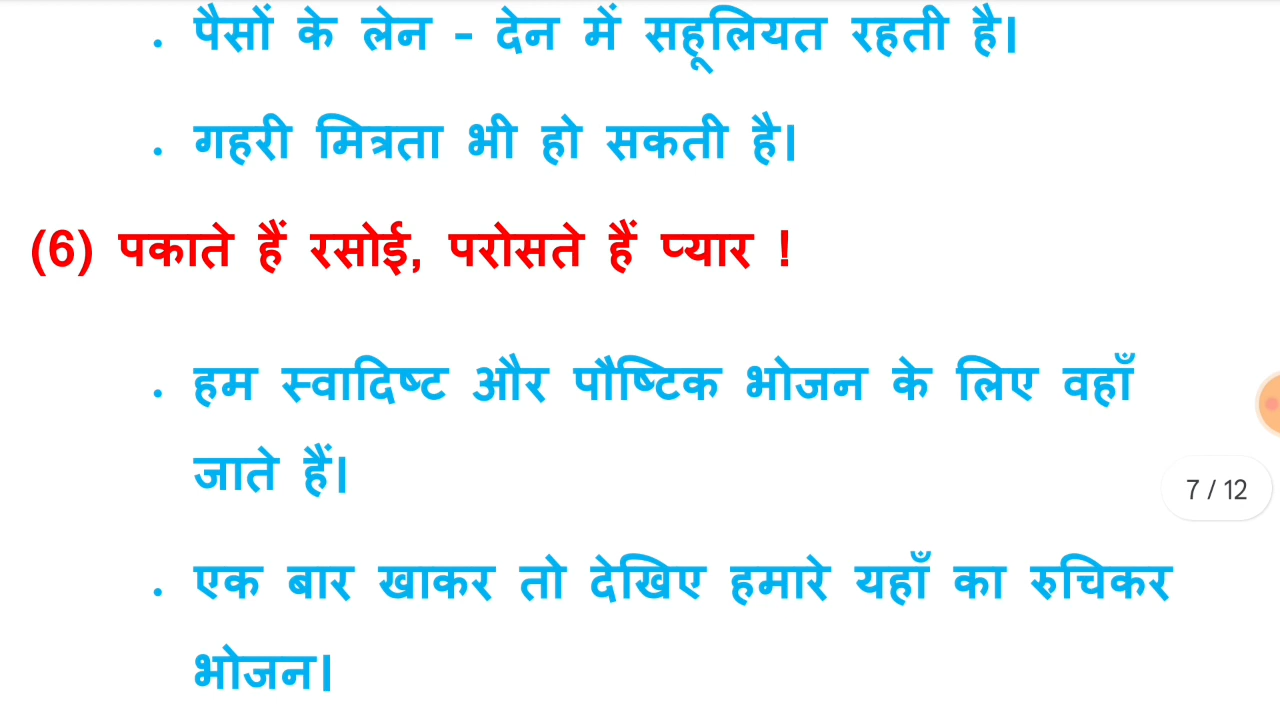 . पैसों के लेन - देन में सहूलियत रहती है।
. गहरी मित्रता भी हो सकती है।
(6) पकाते हैं रसोई, परोसते हैं प्यार !
. हम स्वादिष्ट और पौष्टिक भोजन के लिए वहाँ
जाते हैं।
7 / 12
. एक बार खाकर तो देखिए हमारे यहाँ का रुचिकर
भोजन।